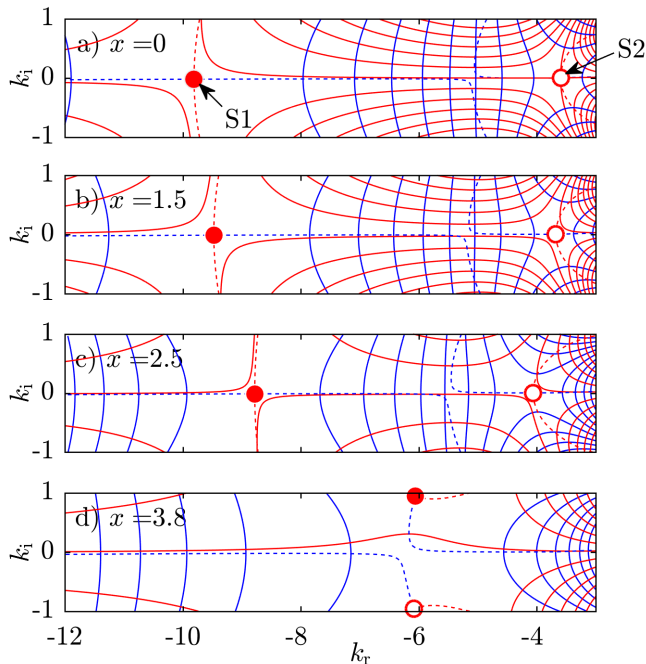 1
a) x =0
S2
kᵢ
0
S1
-1
1
b) x =1.5
kᵢ
0
-1
1
c) x =2.5
kᵢ
0
-1
1
d) x =3.8
kᵢ
0
-1
-12
-10
-8
-6
-4
kᵣ